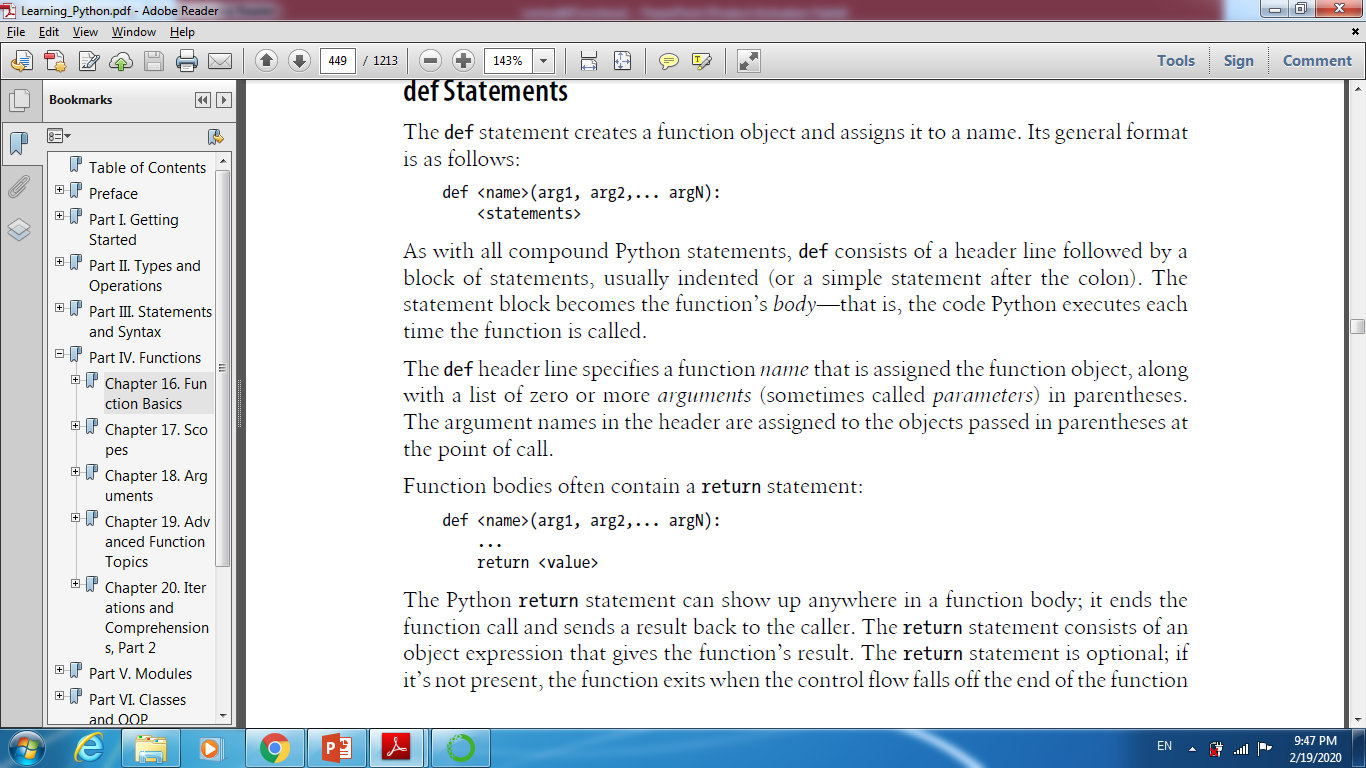 Learning_Python.pdf - Adobe Reader
File Edit View Window Help
449 / 1213 143% Tools Sign Comment
Bookmarks
Table of Contents
Preface
Part I. Getting
Started
Part II. Types and
Operations
Part III. Statements
and Syntax
Part IV. Functions
Chapter 16. Fun
ction Basics
Chapter 17. Sco
pes
Chapter 18. Arg
uments
Chapter 19. Adv
anced Function
Topics
Chapter 20. Iter
ations and
Comprehension
s, Part 2
Part V. Modules
Part VI. Classes
and OOP
def Statements
The def statement creates a function object and assigns it to a name. Its general format
is as follows:
def <name>(arg1, arg2,... argN):
<statements>
As with all compound Python statements, def consists of a header line followed by a
block of statements, usually indented (or a simple statement after the colon). The
statement block becomes the function’s body—that is, the code Python executes each
time the function is called.
The def header line specifies a function name that is assigned the function object, along
with a list of zero or more arguments (sometimes called parameters) in parentheses.
The argument names in the header are assigned to the objects passed in parentheses at
the point of call.
Function bodies often contain a return statement:
def <name>(arg1, arg2,... argN):
...
return <value>
The Python return statement can show up anywhere in a function body; it ends the
function call and sends a result back to the caller. The return statement consists of an
object expression that gives the function’s result. The return statement is optional; if
it’s not present, the function exits when the control flow falls off the end of the function
EN
9:47 PM
2/19/2020